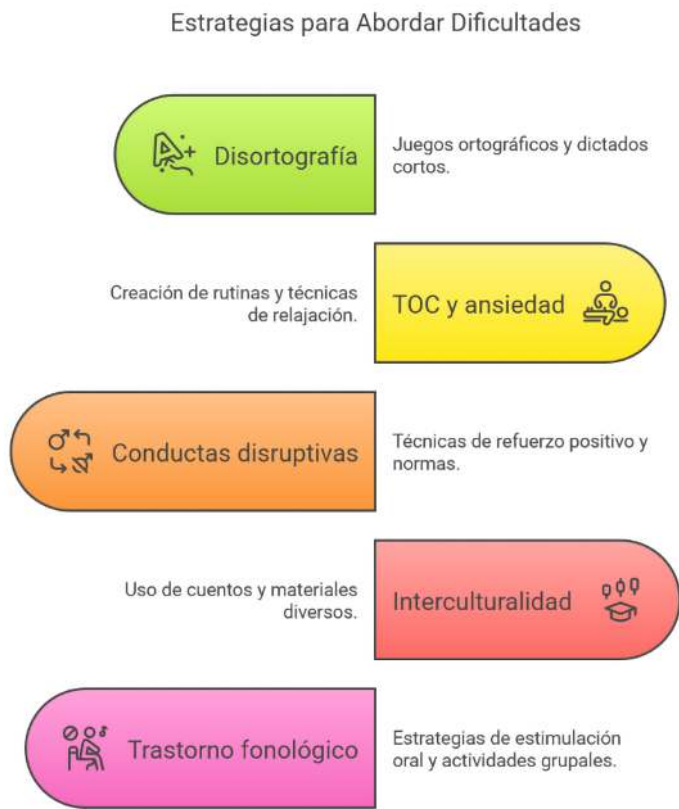 Estrategias para Abordar Dificultades
Disortografía
Juegos ortográficos y dictados
cortos.
Creación de rutinas y técnicas
de relajación.
TOC y ansiedad
Conductas disruptivas
Técnicas de refuerzo positivo y
normas.
Uso de cuentos y materiales
diversos.
Interculturalidad
Trastorno fonológico
Estrategias de estimulación
oral y actividades grupales.